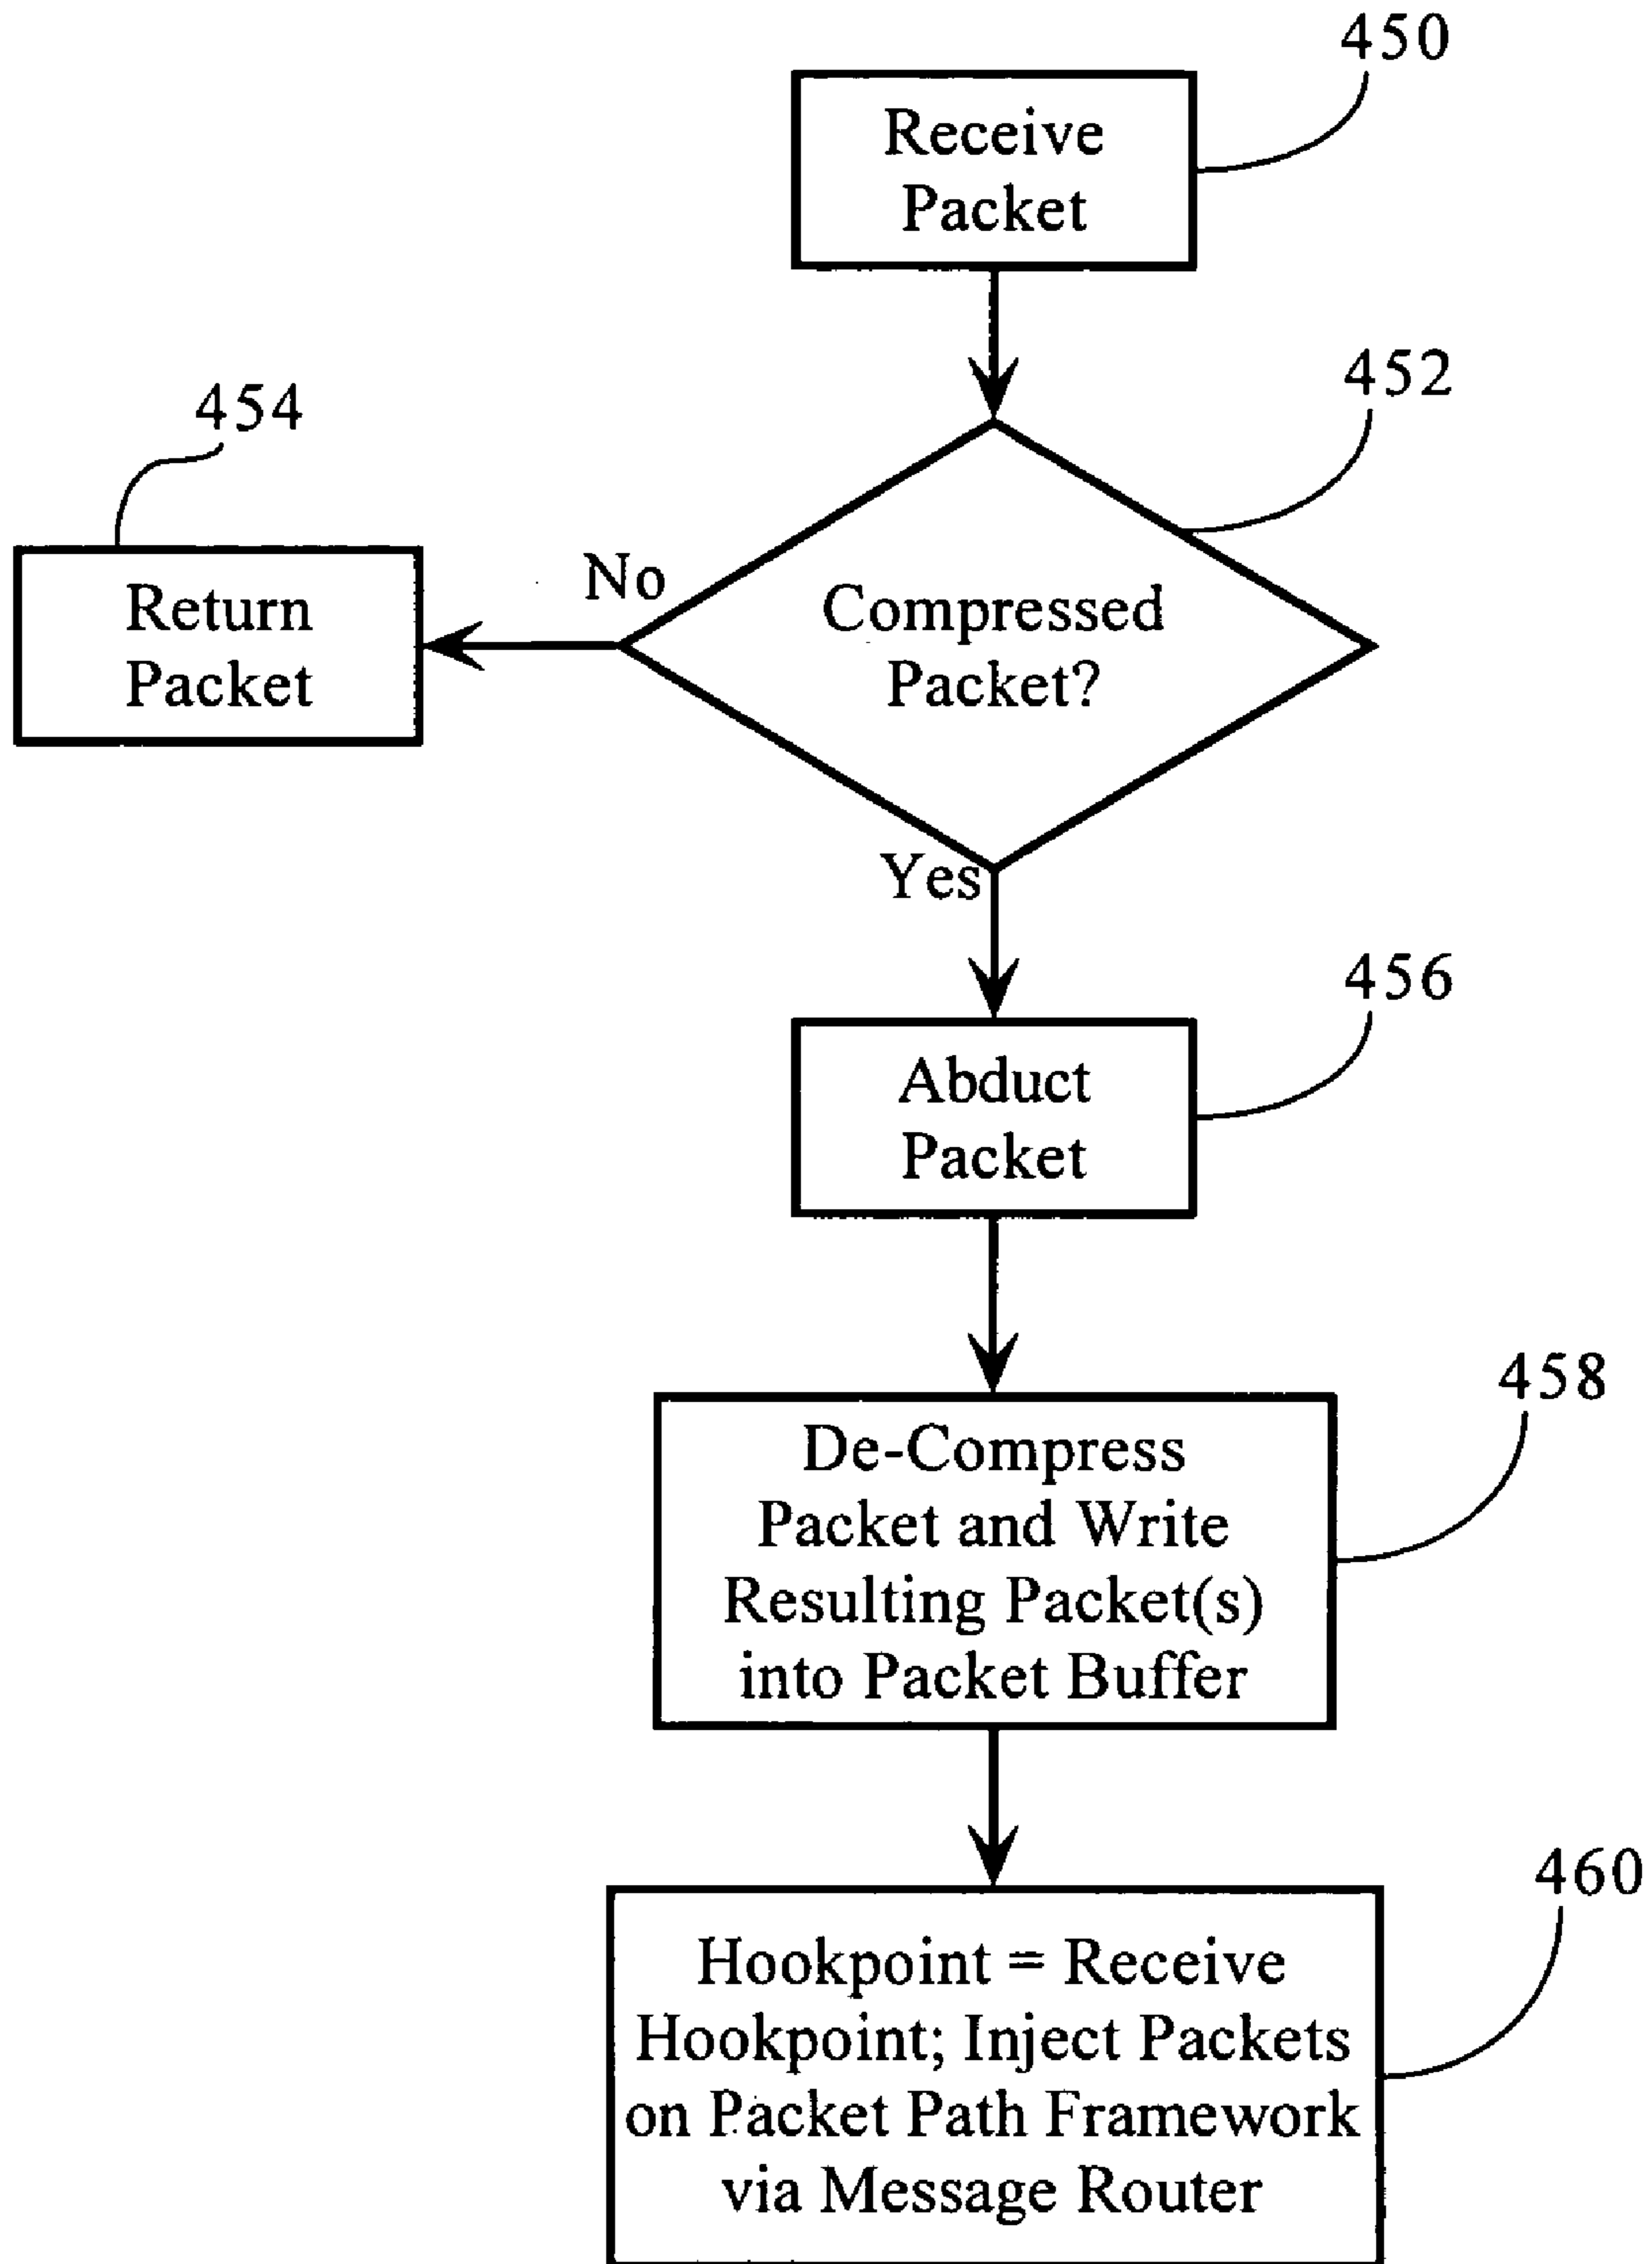 450
Receive
Packet
452
454
No
Compressed
Packet?
Return
Packet
Yes
456
Abduct
Packet
458
De-Compress
Packet and Write
Resulting Packet(s)
into Packet Buffer
460
Hookpoint = Receive
Hookpoint; Inject Packets
on Packet Path Framework
via Message Router